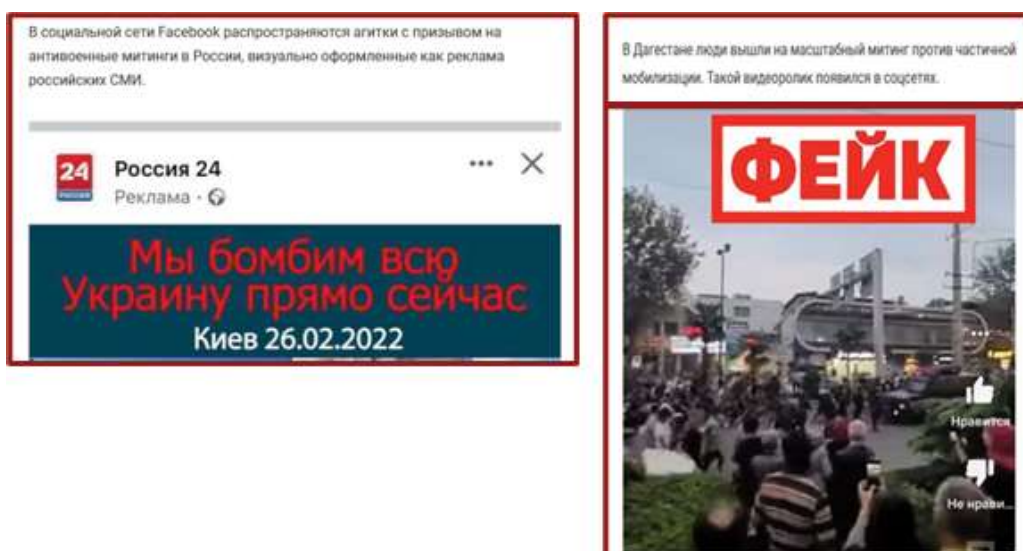 В социальной сети Facebook распространяются агитки с призывом на
антивоенные митинги в России, визуально оформленные как реклама
российских СМИ.
24
РОССИЯ
Россия 24
Реклама ·
Мы бомбим всю
Украину прямо сейчас
Киев 26.02.2022
В Дагестане люди вышли на масштабный митинг против частичной
мобилизации. Такой видеоролик появился в соцсетях.
ФЕЙК
Нравится
Не нрави...